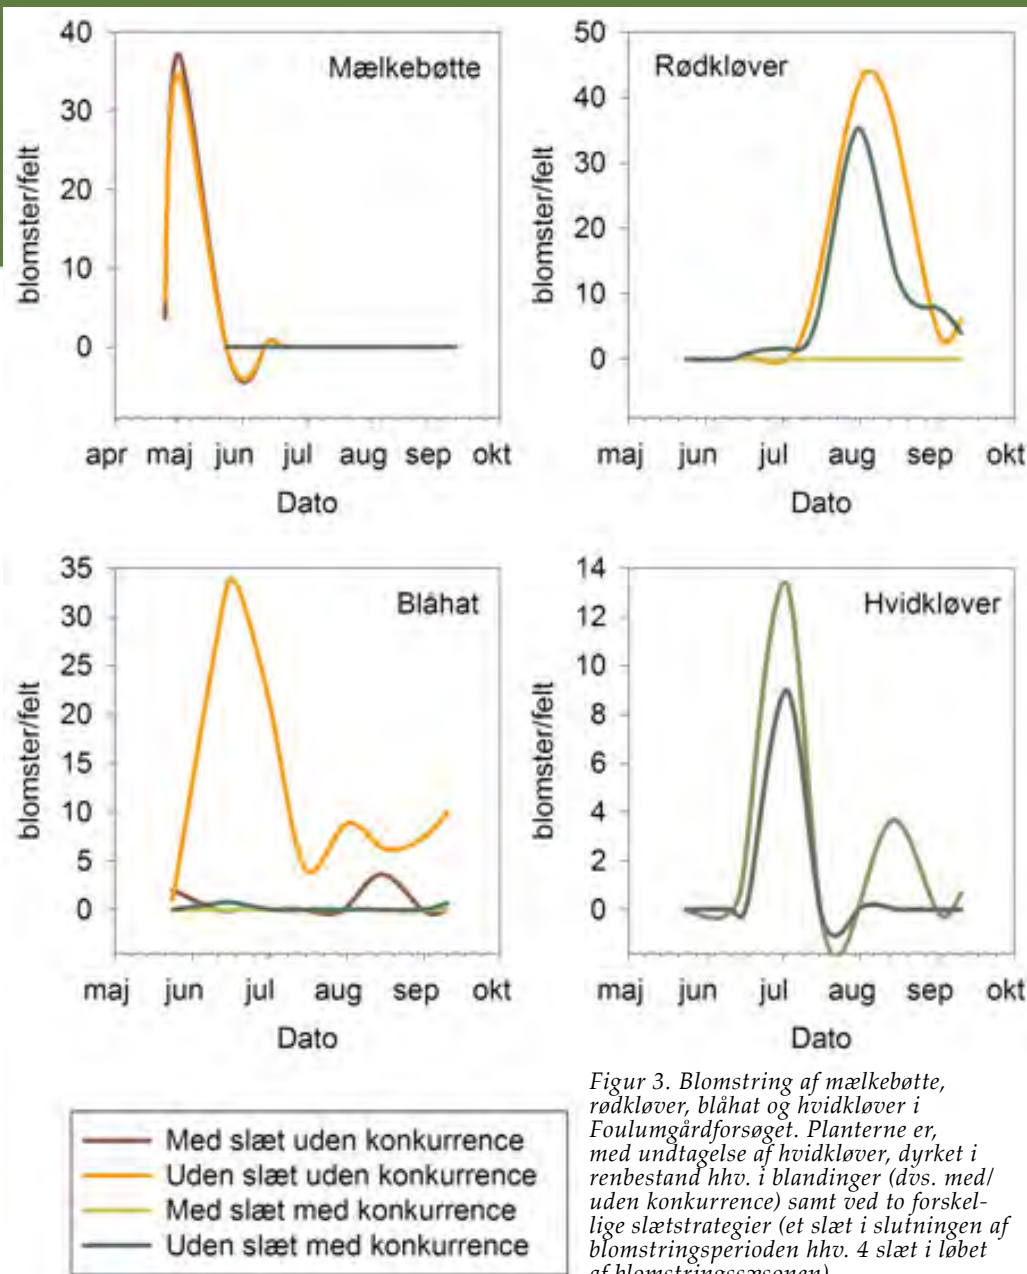 40
30
20
10
0
blomster/felt
Mælkebøtte
apr maj jun jul aug sep okt
Dato
50
40
30
20
10
0
blomster/felt
Rødkløver
maj jun jul aug sep okt
Dato
35
30
25
20
15
10
5
0
blomster/felt
Blåhat
maj jun jul aug sep okt
Dato
14
12
10
8
6
4
2
0
blomster/felt
Hvidkløver
maj jun jul aug sep okt
Dato
Med slæt uden konkurrence
Uden slæt uden konkurrence
Med slæt med konkurrence
Uden slæt med konkurrence
Figur 3. Blomstring af mælkebøtte,
rødkløver, blåhat og hvidkløver i
Foulumgårdforsøget. Planterne er,
med undtagelse af hvidkløver, dyrket i
renbestand hhv. i blandinger (dvs. med/
uden konkurrence) samt ved to forskel-
lige slætstrategier (et slæt i slutningen af
blomstringsperioden hhv. 4 slæt i løbet
af blomstringssæsonen)